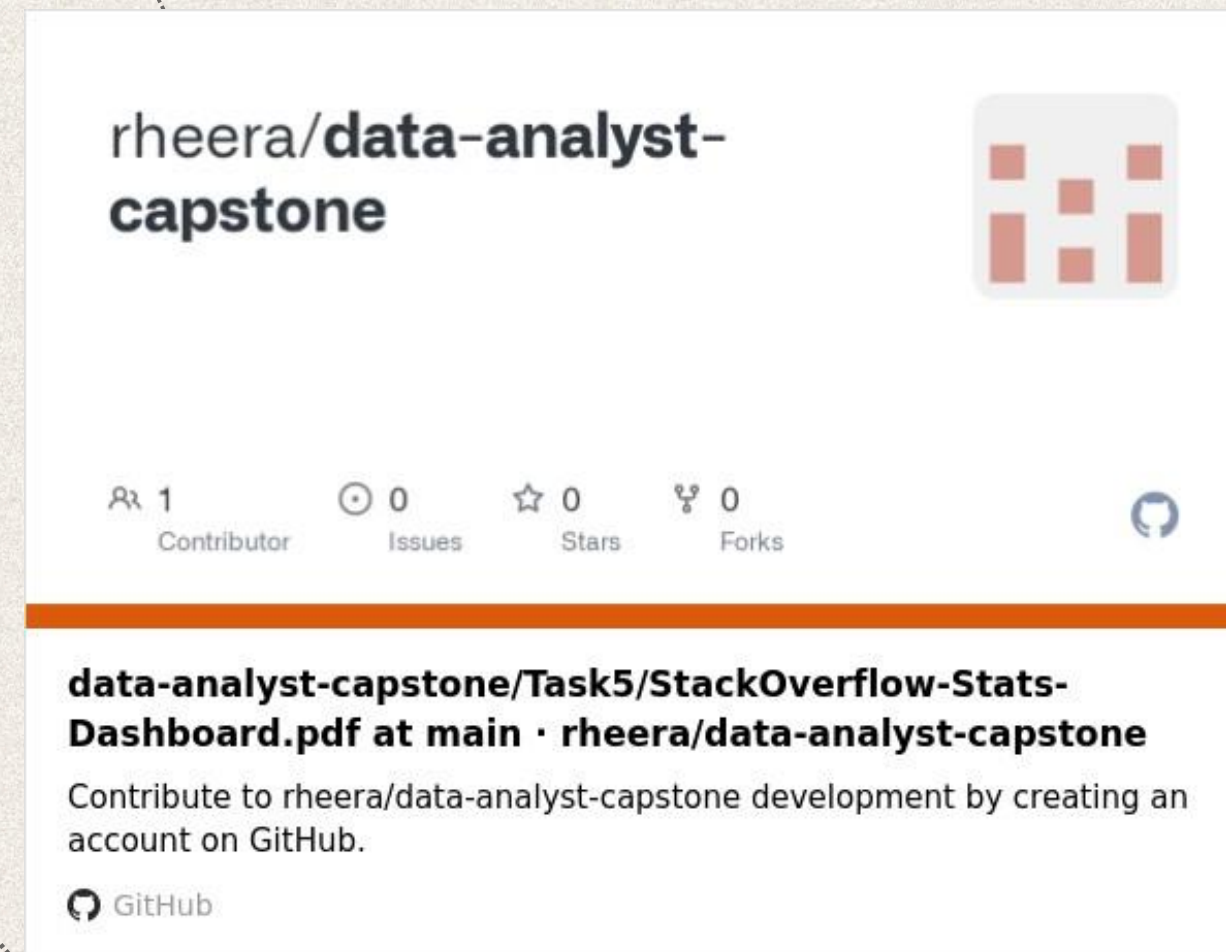 rheera/data-analyst-
capstone
1
Contributor
0
Issues
0
Stars
0
Forks
data-analyst-capstone/Task5/StackOverflow-Stats-
Dashboard.pdf at main · rheera/data-analyst-capstone
Contribute to rheera/data-analyst-capstone development by creating an
account on GitHub.
GitHub